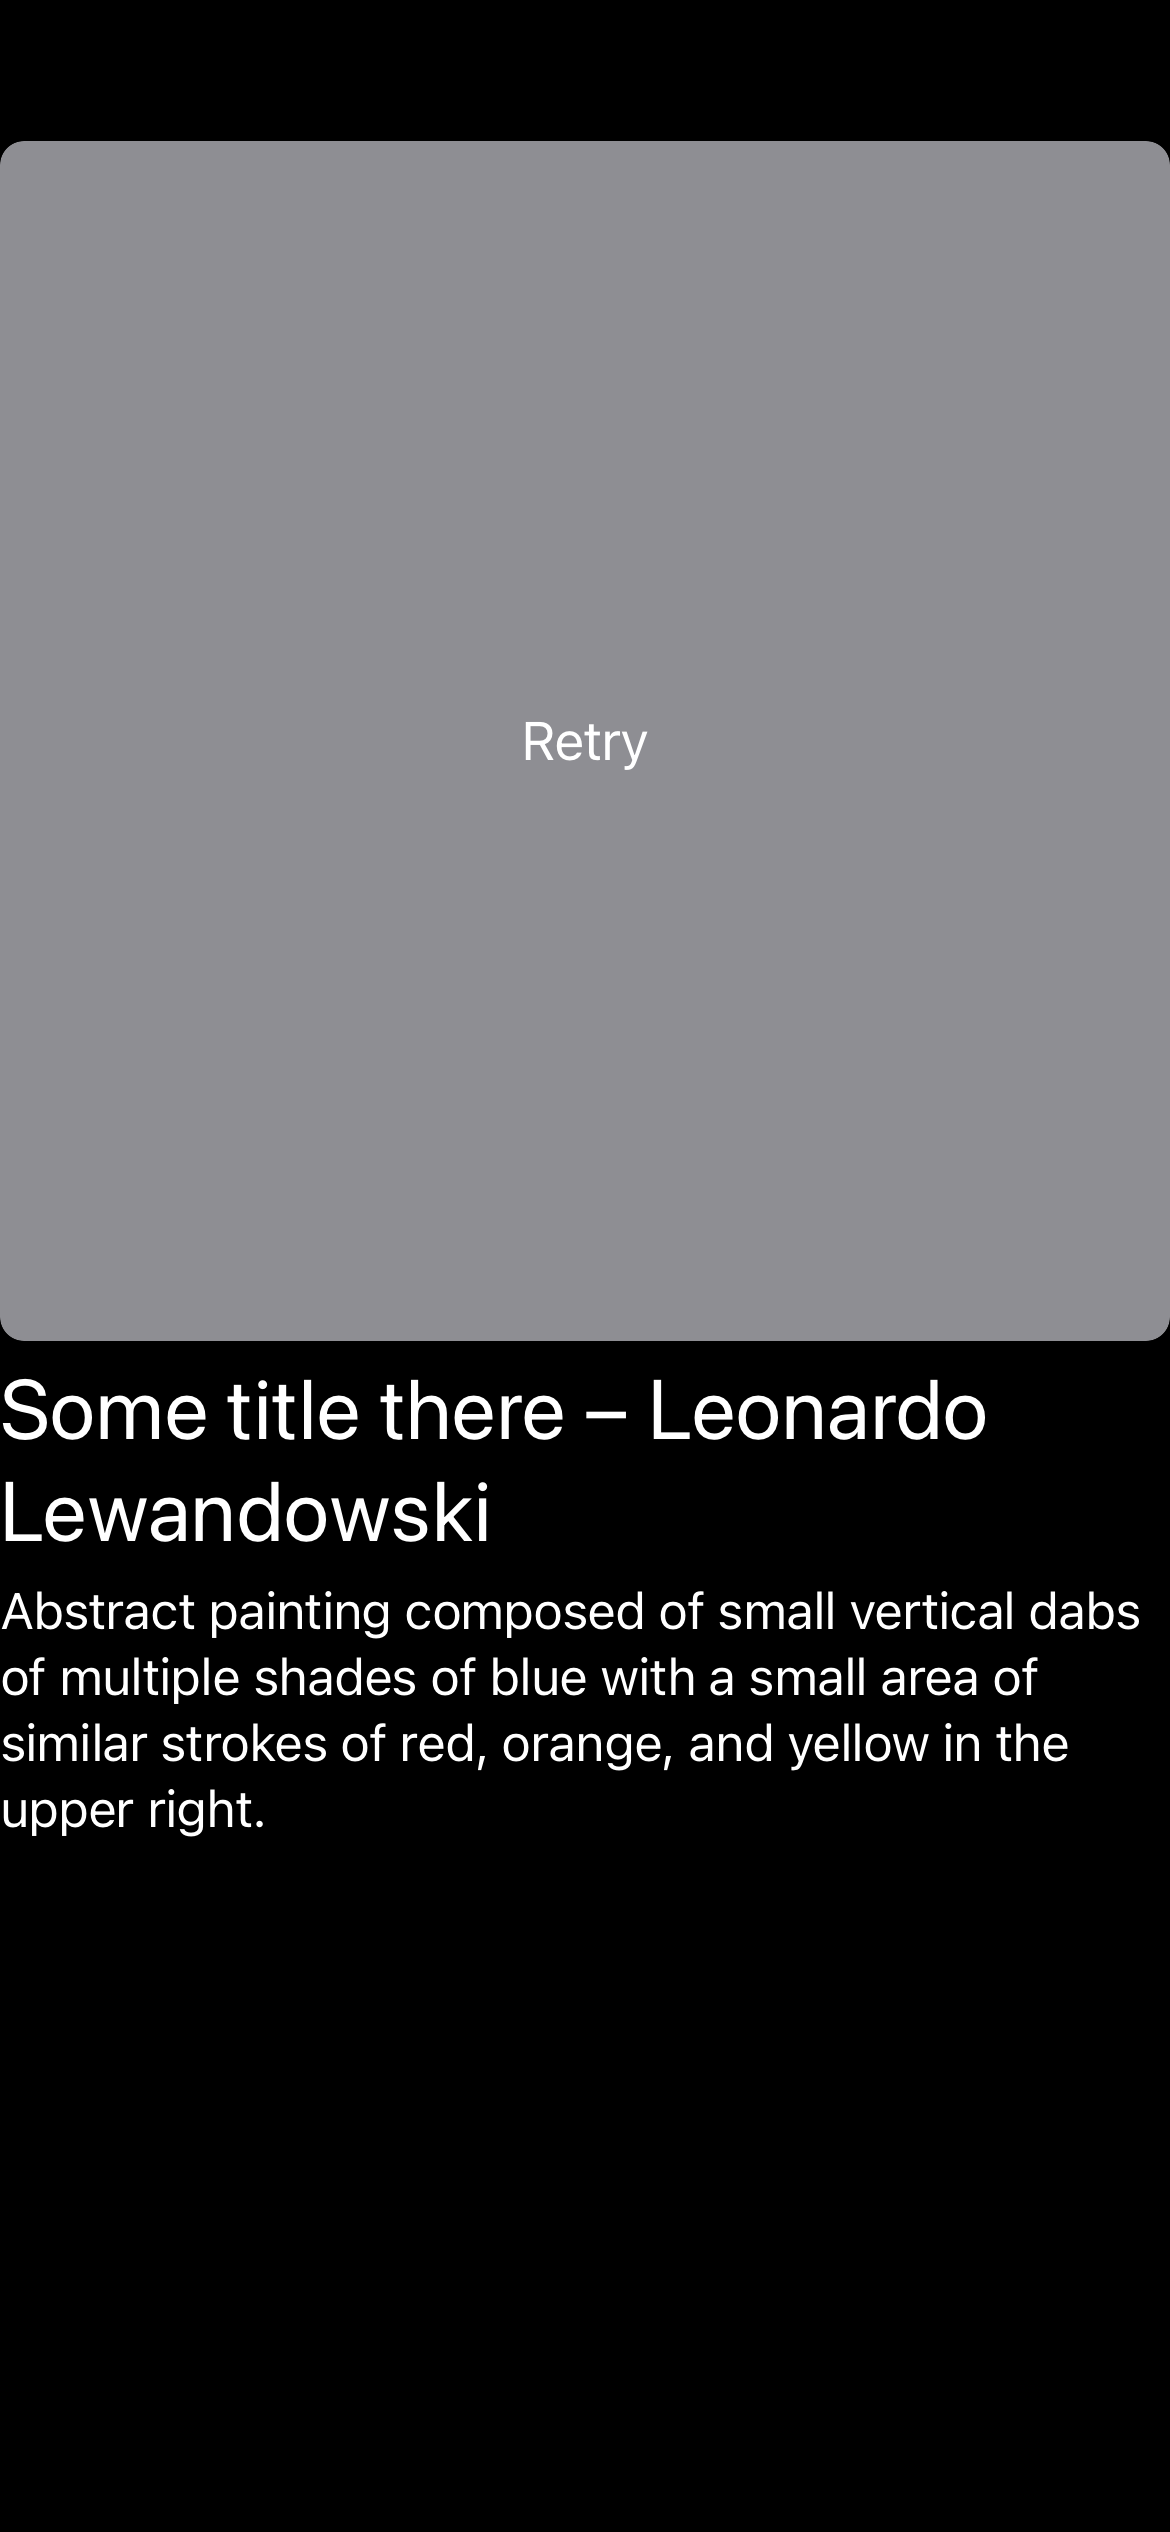 Retry
Some title there – Leonardo
Lewandowski
Abstract painting composed of small vertical dabs
of multiple shades of blue with a small area of
similar strokes of red, orange, and yellow in the
upper right.